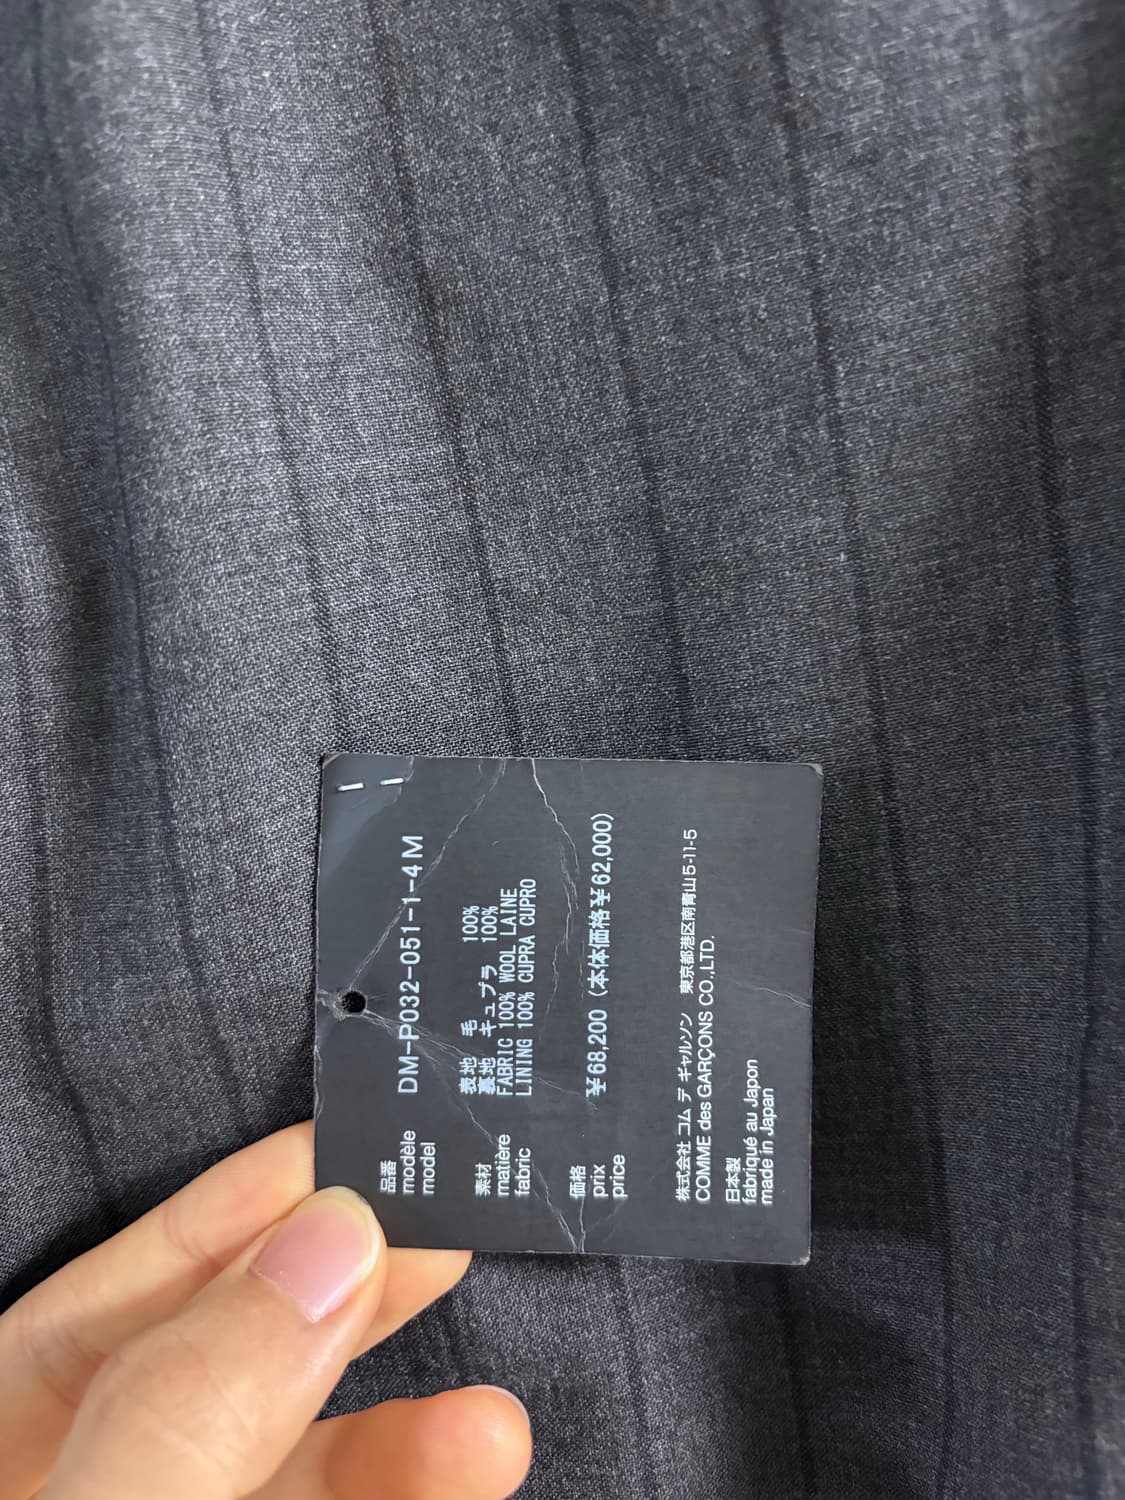 品番
modèle
model
DM-P032-051-1-4 M
素材
matière
fabric
表地 毛 100%
裏地 キュプラ 100%
FABRIC 100% WOOL LAINE
LINING 100% CUPRA CUPRO
価格
prix
price
¥68,200 (本体価格¥62,000)
株式会社 コム デ ギャルソン 東京都港区南青山5-11-5
COMME des GARÇONS CO.,LTD.
日本製
fabriqué au Japon
made in Japan